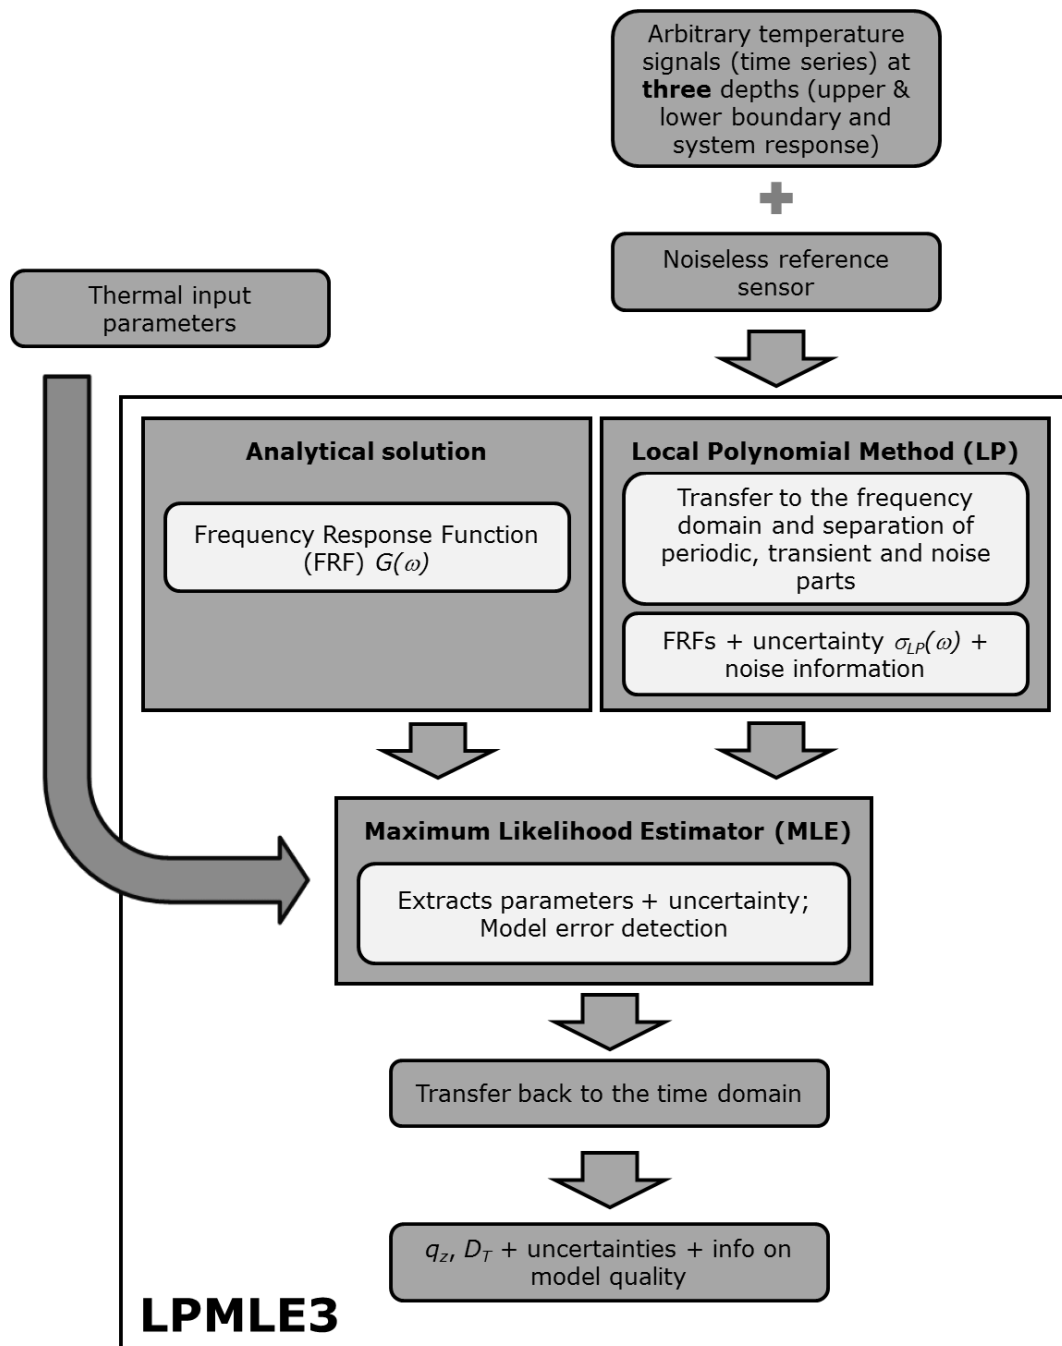 Arbitrary temperature
signals (time series) at
three depths (upper &
lower boundary and
system response)
Noiseless reference
sensor
Thermal input
parameters
Analytical solution
Frequency Response Function
(FRF) G(ω)
Local Polynomial Method (LP)
Transfer to the frequency
domain and separation of
periodic, transient and noise
parts
FRFs + uncertainty σLP(ω) +
noise information
Maximum Likelihood Estimator (MLE)
Extracts parameters + uncertainty;
Model error detection
Transfer back to the time domain
qz, DT + uncertainties + info on
model quality
LPMLE3